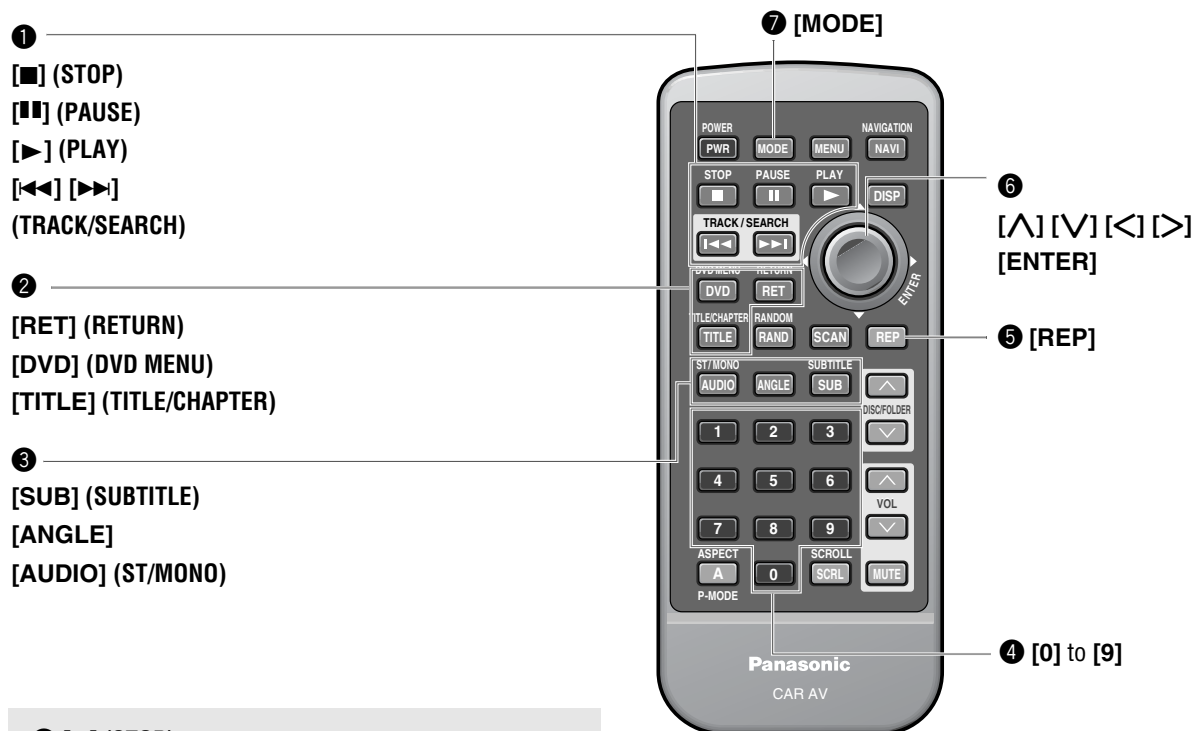 ❶
[■] (STOP)
[❚❚] (PAUSE)
[►] (PLAY)
[I◄◄] [►►I]
(TRACK/SEARCH)
❷
[RET] (RETURN)
[DVD] (DVD MENU)
[TITLE] (TITLE/CHAPTER)
❸
[SUB] (SUBTITLE)
[ANGLE]
[AUDIO] (ST/MONO)
❼ [MODE]
POWER NAVIGATION
PWR MODE MENU NAVI
STOP PAUSE PLAY
DISP
TRACK / SEARCH
ENTER
DVD MENU RETURN
DVD RET
TITLE/CHAPTER RANDOM
TITLE RAND SCAN REP
ST/MONO SUBTITLE
AUDIO ANGLE SUB
DISC/FOLDER
1 2 3
4 5 6
VOL
7 8 9
ASPECT SCROLL
A 0 SCRL MUTE
P-MODE
Panasonic
CAR AV
❻
[∧] [∨] [<] [>]
[ENTER]
❺ [REP]
❹ [0] to [9]